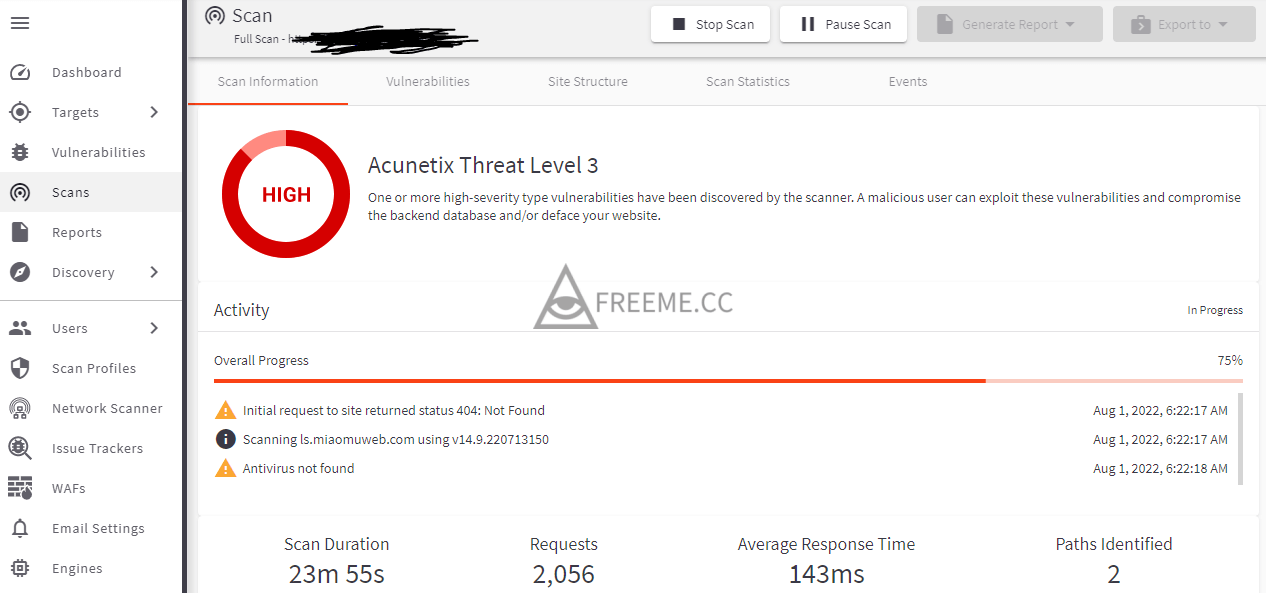 Scan
Full Scan -
Stop Scan
Pause Scan
Generate Report
Export to
Dashboard
Targets
Vulnerabilities
Scans
Reports
Discovery
Users
Scan Profiles
Network Scanner
Issue Trackers
WAFs
Email Settings
Engines
Scan Information
Vulnerabilities
Site Structure
Scan Statistics
Events
HIGH
Acunetix Threat Level 3
One or more high-severity type vulnerabilities have been discovered by the scanner. A malicious user can exploit these vulnerabilities and compromise
the backend database and/or deface your website.
FREEME.CC
Activity
In Progress
Overall Progress
75%
Initial request to site returned status 404: Not Found
Aug 1, 2022, 6:22:17 AM
Scanning ls.miaomuweb.com using v14.9.220713150
Aug 1, 2022, 6:22:17 AM
Antivirus not found
Aug 1, 2022, 6:22:18 AM
Scan Duration
23m 55s
Requests
2,056
Average Response Time
143ms
Paths Identified
2